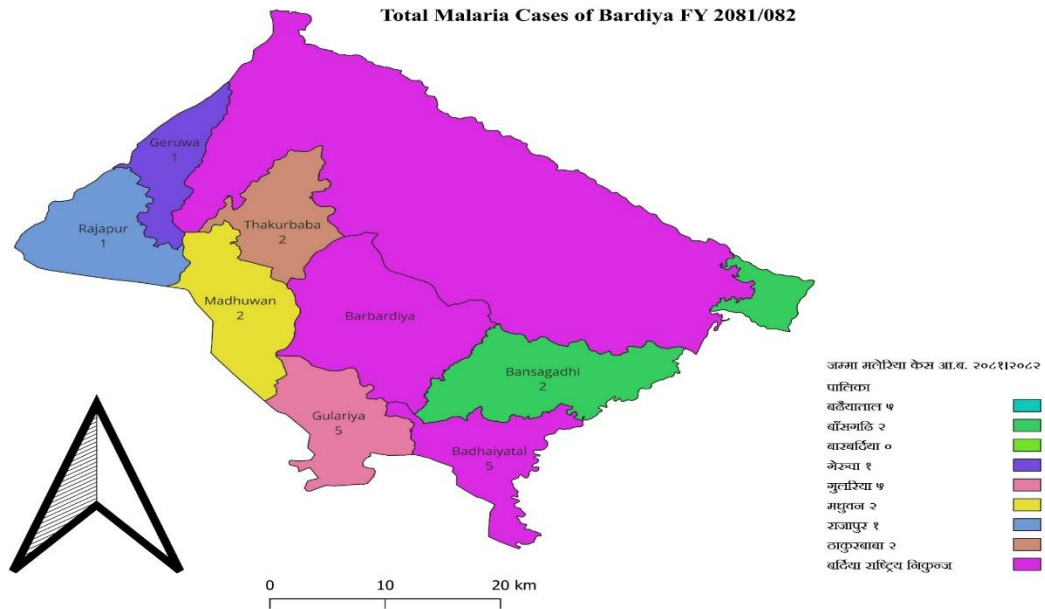 Total Malaria Cases of Bardiya FY 2081/082
Geruwa
1
Rajapur
1
Thakurbaba
2
Madhuwan
2
Barbardiya
Bansagadhi
2
Gulariya
5
Badhaiyatal
5
जम्मा मलेरिया केस आ.ब. २०८१।२०८२
पालिका
बढैयाताल ५
बाँसगढि २
बारबर्दिया ०
गेरुवा १
गुलरिया ५
मधुवन २
राजापुर १
ठाकुरबाबा २
बर्दिया राष्ट्रिय निकुन्ज
0 10 20 km